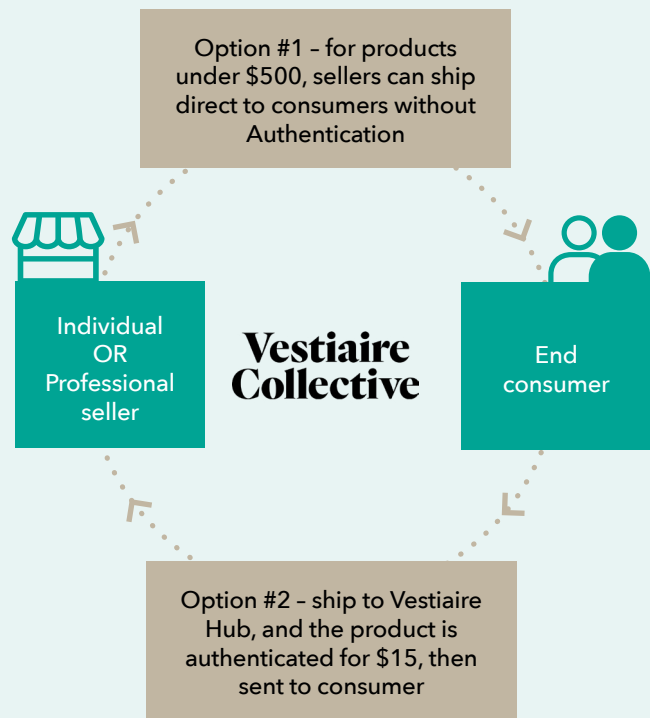 Option #1 – for products
under $500, sellers can ship
direct to consumers without
Authentication
Individual
OR
Professional
seller
Vestiaire
Collective
End
consumer
Option #2 – ship to Vestiaire
Hub, and the product is
authenticated for $15, then
sent to consumer